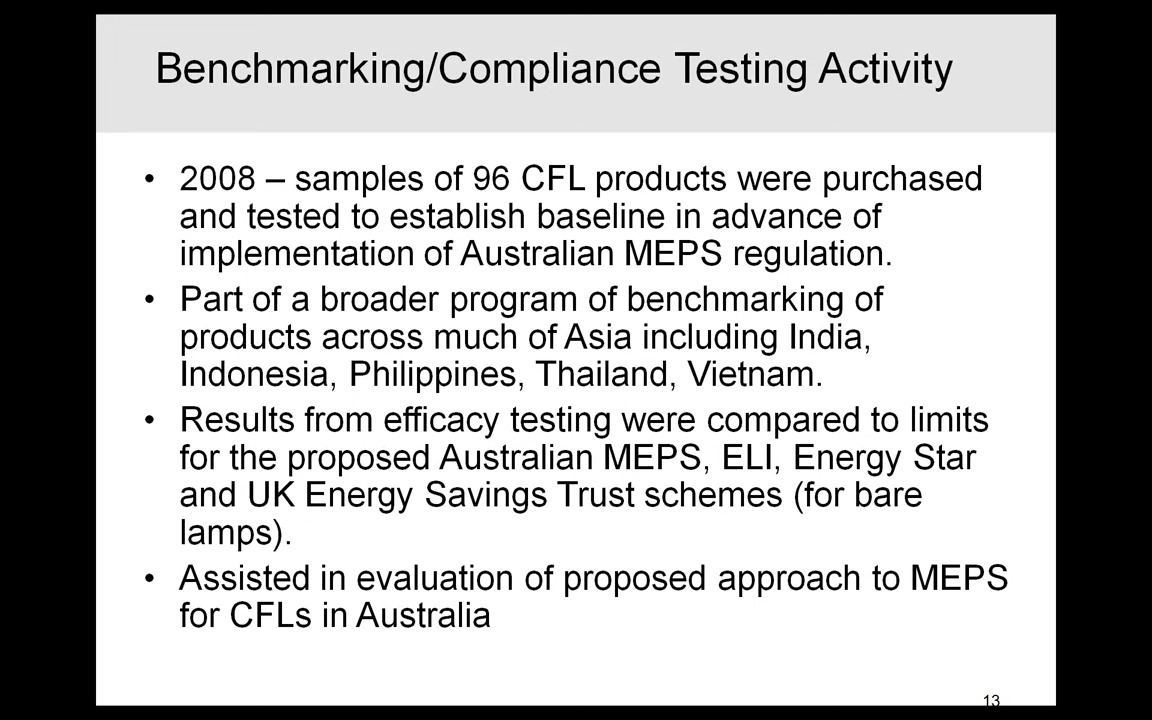 Benchmarking/Compliance Testing Activity
• 2008 – samples of 96 CFL products were purchased
and tested to establish baseline in advance of
implementation of Australian MEPS regulation.
• Part of a broader program of benchmarking of
products across much of Asia including India,
Indonesia, Philippines, Thailand, Vietnam.
• Results from efficacy testing were compared to limits
for the proposed Australian MEPS, ELI, Energy Star
and UK Energy Savings Trust schemes (for bare
lamps).
• Assisted in evaluation of proposed approach to MEPS
for CFLs in Australia
13